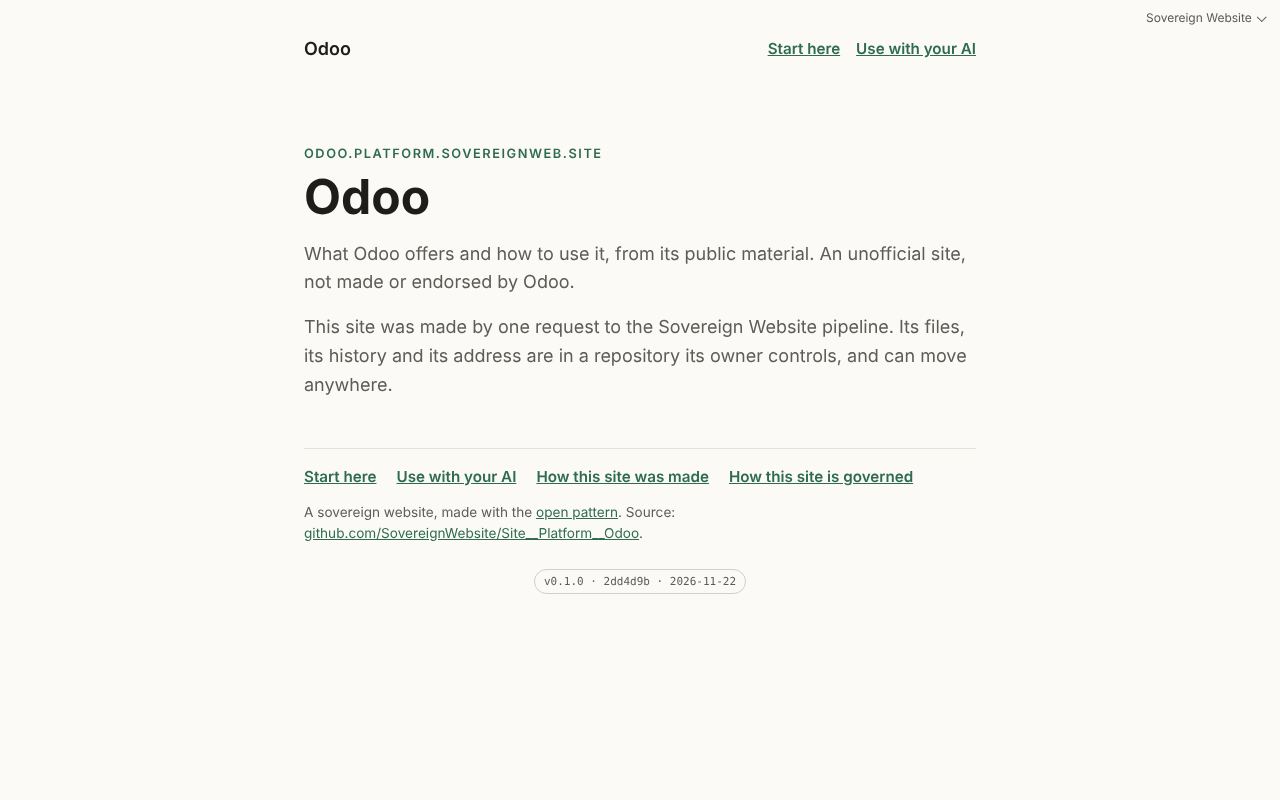 Sovereign Website
Odoo
Start here Use with your AI
ODOO.PLATFORM.SOVEREIGNWEB.SITE
Odoo
What Odoo offers and how to use it, from its public material. An unofficial site,
not made or endorsed by Odoo.
This site was made by one request to the Sovereign Website pipeline. Its files,
its history and its address are in a repository its owner controls, and can move
anywhere.
Start here Use with your AI How this site was made How this site is governed
A sovereign website, made with the open pattern. Source:
github.com/SovereignWebsite/Site__Platform__Odoo.
v0.1.0 · 2dd4d9b · 2026-11-22